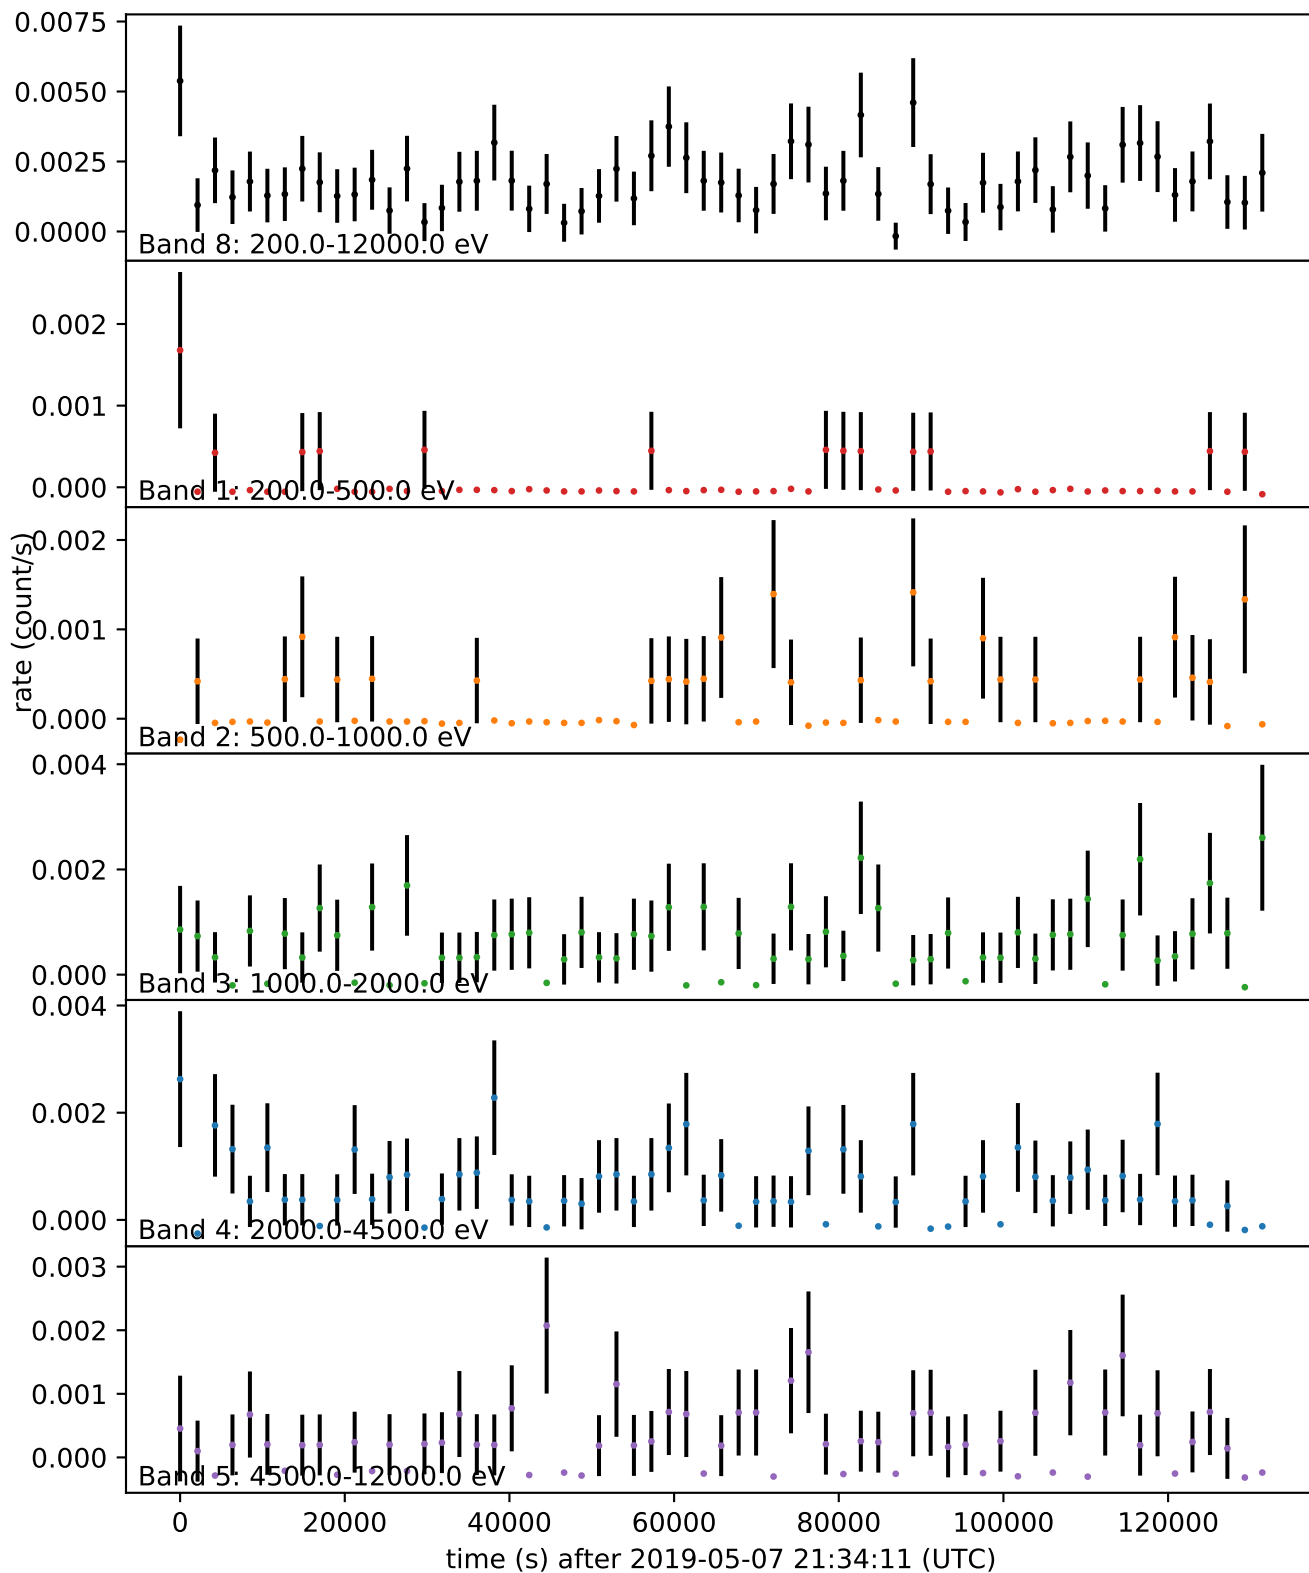 0.0075
0.0050
0.0025
0.0000
Band 8: 200.0-12000.0 eV
0.002
0.001
0.000
Band 1: 200.0-500.0 eV
rate (count/s)
0.002
0.001
0.000
Band 2: 500.0-1000.0 eV
0.004
0.002
0.000
Band 3: 1000.0-2000.0 eV
0.004
0.002
0.000
Band 4: 2000.0-4500.0 eV
0.003
0.002
0.001
0.000
Band 5: 4500.0-12000.0 eV
0 20000 40000 60000 80000 100000 120000
time (s) after 2019-05-07 21:34:11 (UTC)